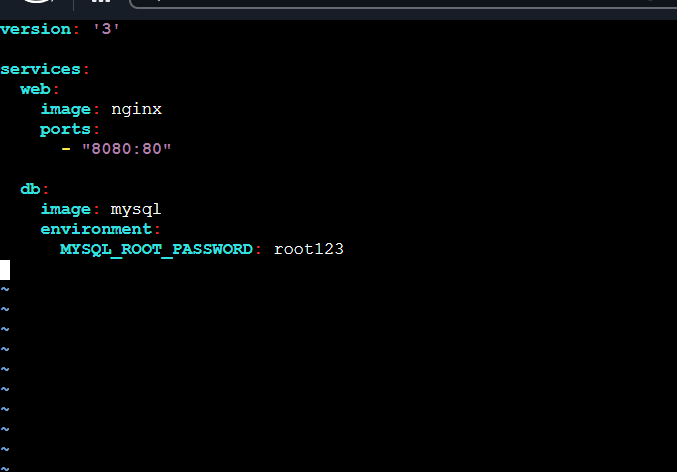 version: '3'
services:
  web:
    image: nginx
    ports:
      - "8080:80"
  db:
    image: mysql
    environment:
      MYSQL_ROOT_PASSWORD: root123
~
~
~
~
~
~
~
~
~
~